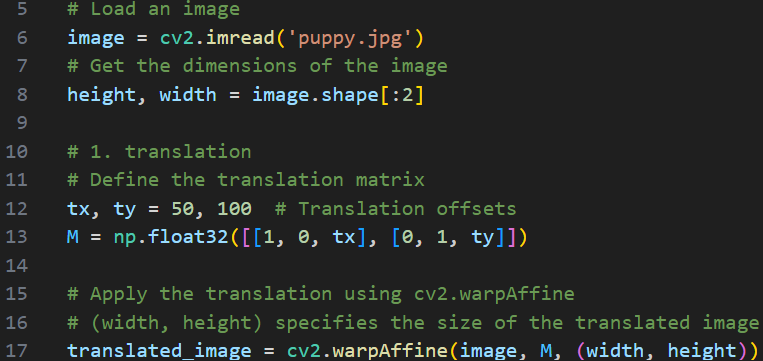 5 # Load an image
6 image = cv2.imread('puppy.jpg')
7 # Get the dimensions of the image
8 height, width = image.shape[:2]
9
10 # 1. translation
11 # Define the translation matrix
12 tx, ty = 50, 100  # Translation offsets
13 M = np.float32([[1, 0, tx], [0, 1, ty]])
14
15 # Apply the translation using cv2.warpAffine
16 # (width, height) specifies the size of the translated image
17 translated_image = cv2.warpAffine(image, M, (width, height))